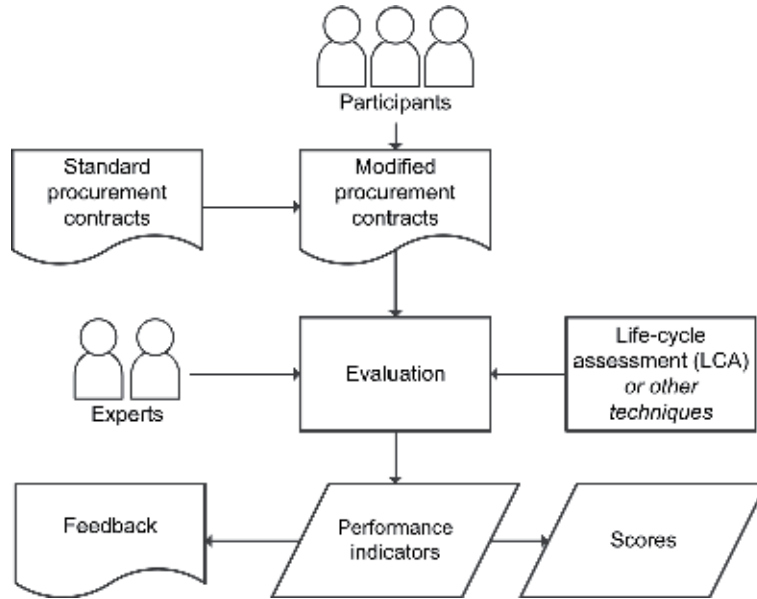 Participants
Standard
procurement
contracts
Modified
procurement
contracts
Experts
Evaluation
Life-cycle
assessment (LCA)
or other
techniques
Feedback
Performance
indicators
Scores